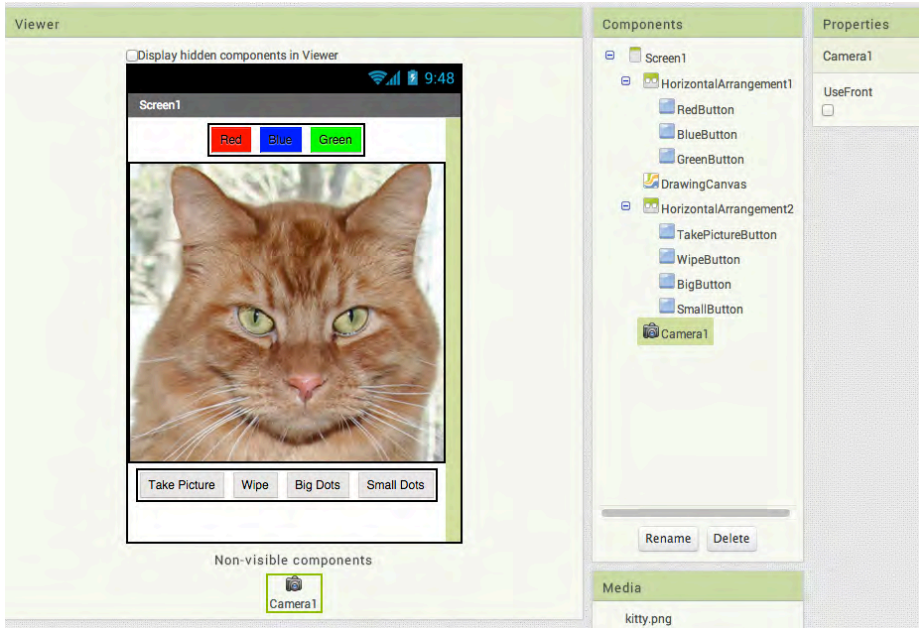 Viewer
Display hidden components in Viewer
9:48
Screen1
Red Blue Green
Take Picture Wipe Big Dots Small Dots
Non-visible components
Camera1
Components
Screen1
HorizontalArrangement1
RedButton
BlueButton
GreenButton
DrawingCanvas
HorizontalArrangement2
TakePictureButton
WipeButton
BigButton
SmallButton
Camera1
Rename Delete
Media
kitty.png
Properties
Camera1
UseFront